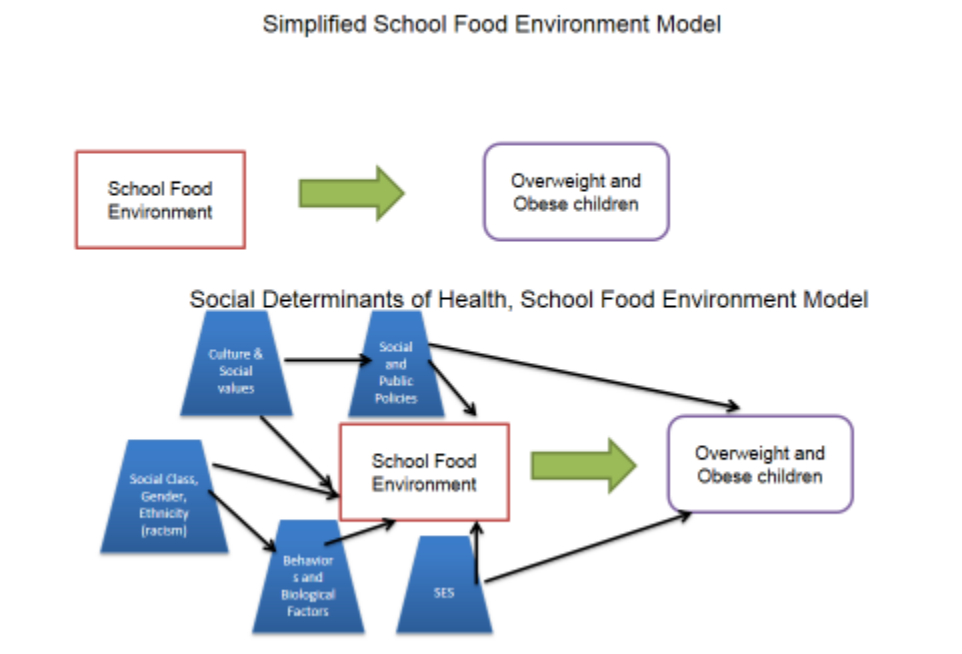 Simplified School Food Environment Model
School Food
Environment
Overweight and
Obese children
Social Determinants of Health, School Food Environment Model
Culture &
Social
values
Social
and
Public
Policies
School Food
Environment
Overweight and
Obese children
Social Class,
Gender,
Ethnicity
(racism)
Behavior
s and
Biological
Factors
SES